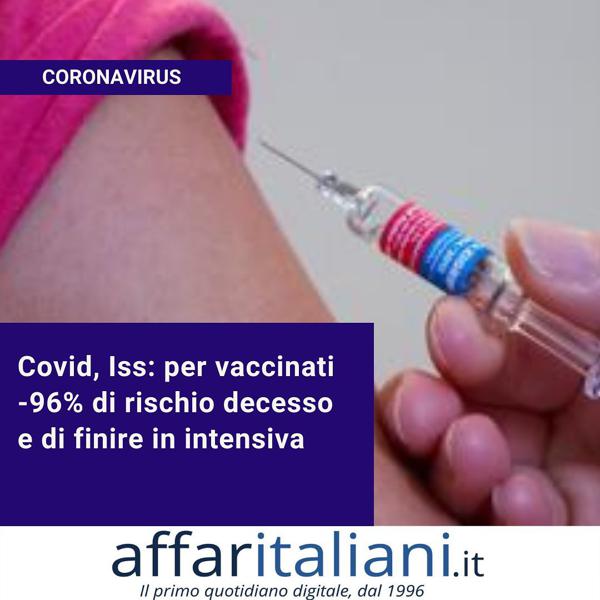 CORONAVIRUS
Covid, Iss: per vaccinati
-96% di rischio decesso
e di finire in intensiva
affaritaliani.it
Il primo quotidiano digitale, dal 1996